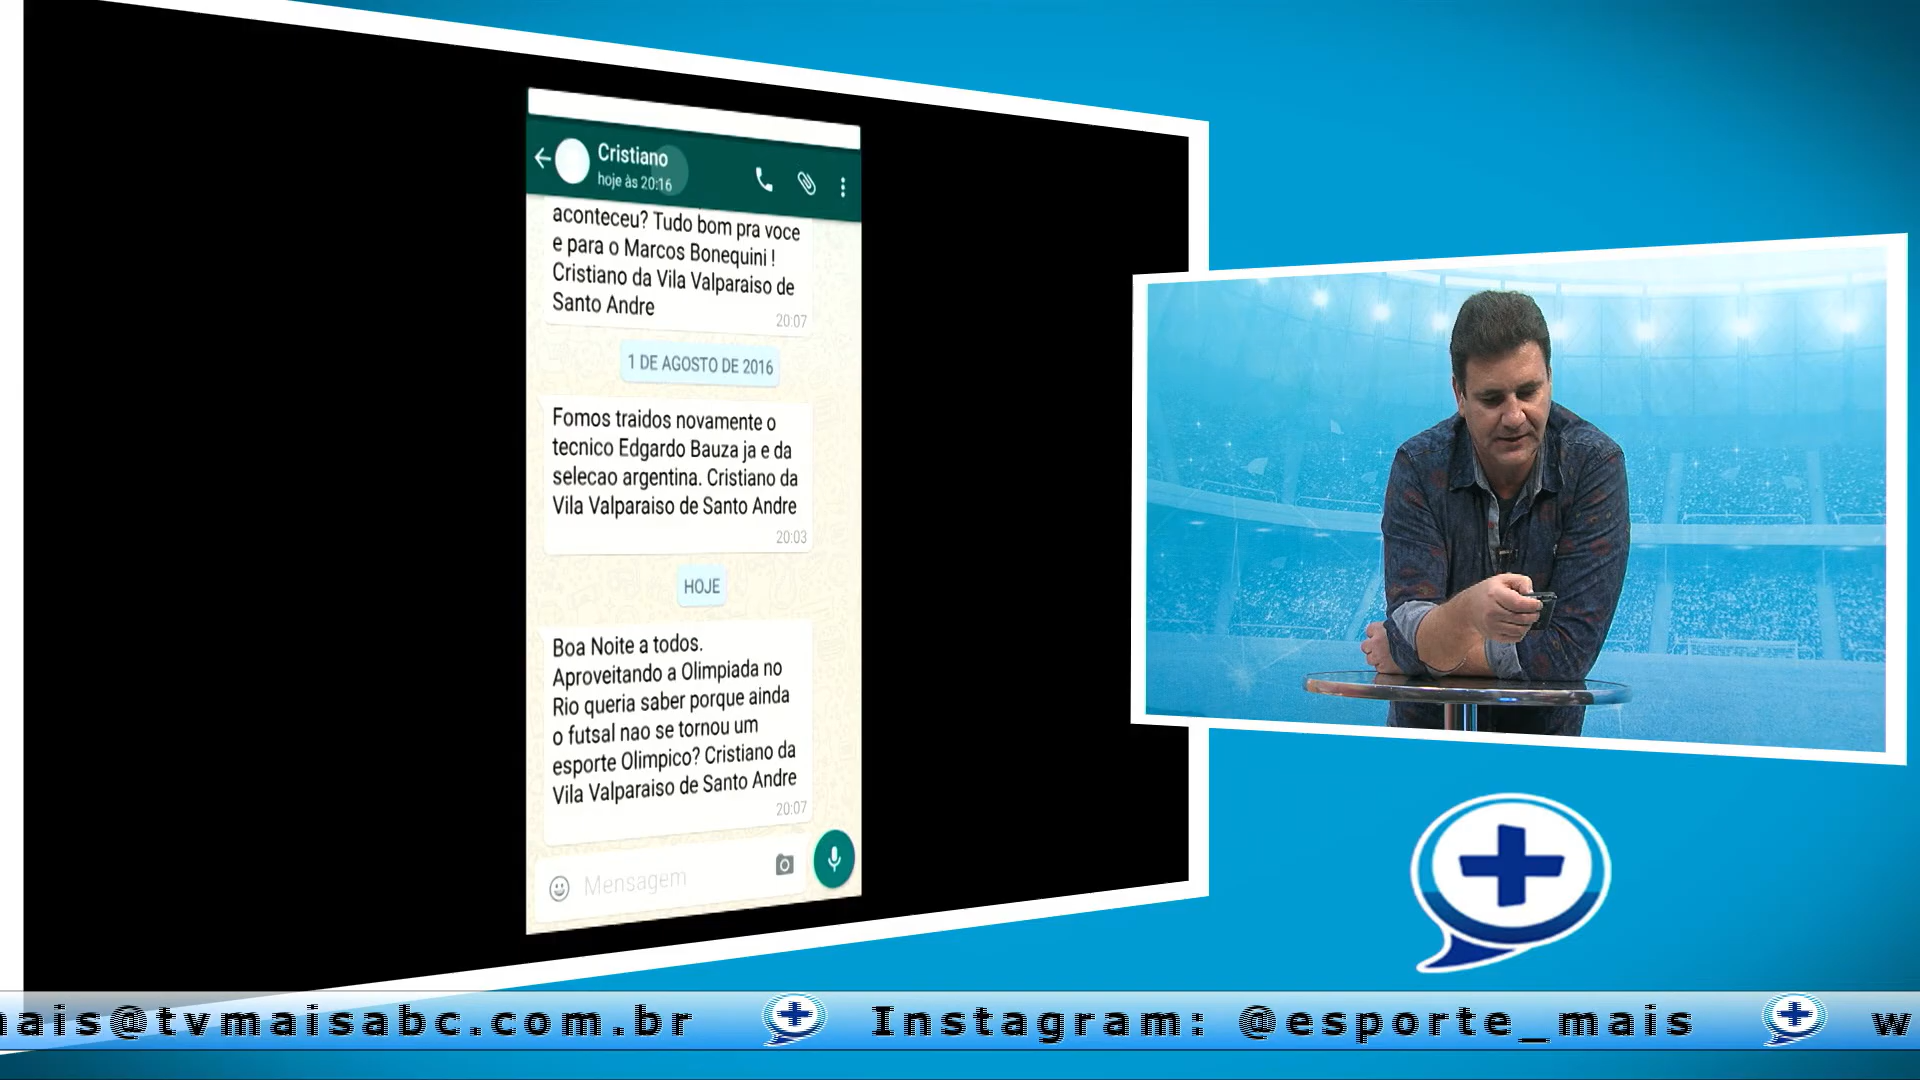 Cristiano
hoje às 20:16
aconteceu? Tudo bom pra voce
e para o Marcos Bonequini !
Cristiano da Vila Valparaiso de
Santo Andre
20:07
1 DE AGOSTO DE 2016
Fomos traidos novamente o
tecnico Edgardo Bauza ja e da
selecao argentina. Cristiano da
Vila Valparaiso de Santo Andre
20:03
HOJE
Boa Noite a todos.
Aproveitando a Olimpiada no
Rio queria saber porque ainda
o futsal nao se tornou um
esporte Olimpico? Cristiano da
Vila Valparaiso de Santo Andre
20:07
Mensagem
ais@tvmaisabc.com.br Instagram: @esporte_mais w